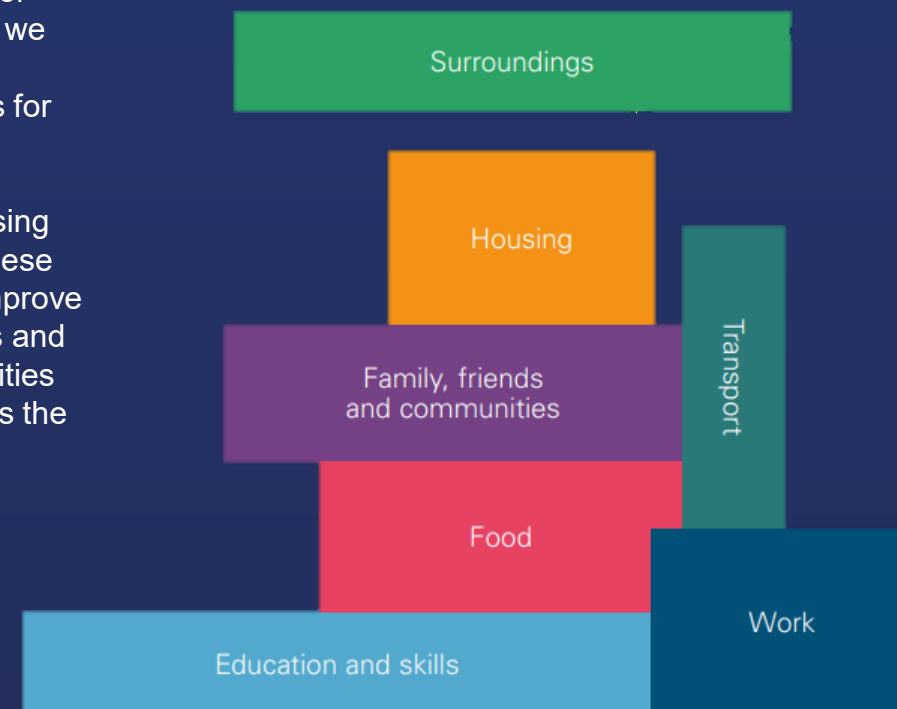 we
s for
sing
ese
prove
s and
ities
s the
Surroundings
Housing
Transport
Family, friends
and communities
Food
Work
Education and skills